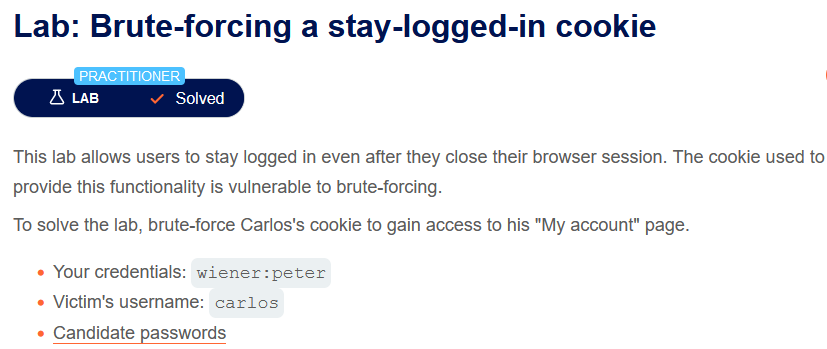 Lab: Brute-forcing a stay-logged-in cookie
PRACTITIONER
LAB Solved
This lab allows users to stay logged in even after they close their browser session. The cookie used to
provide this functionality is vulnerable to brute-forcing.
To solve the lab, brute-force Carlos's cookie to gain access to his "My account" page.
• Your credentials: wiener:peter
• Victim's username: carlos
• Candidate passwords